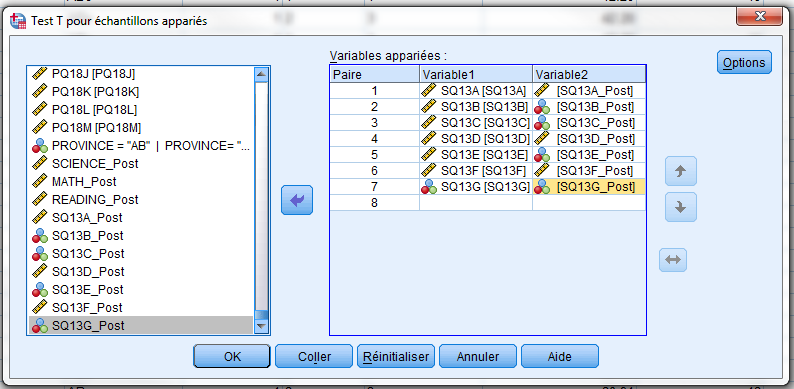 Test T pour échantillons appariés
PQ18J [PQ18J]
PQ18K [PQ18K]
PQ18L [PQ18L]
PQ18M [PQ18M]
PROVINCE = "AB" | PROVINCE= "...
SCIENCE_Post
MATH_Post
READING_Post
SQ13A_Post
SQ13B_Post
SQ13C_Post
SQ13D_Post
SQ13E_Post
SQ13F_Post
SQ13G_Post
Variables appariées :
Paire Variable1 Variable2
1 SQ13A [SQ13A] [SQ13A_Post]
2 SQ13B [SQ13B] [SQ13B_Post]
3 SQ13C [SQ13C] [SQ13C_Post]
4 SQ13D [SQ13D] [SQ13D_Post]
5 SQ13E [SQ13E] [SQ13E_Post]
6 SQ13F [SQ13F] [SQ13F_Post]
7 SQ13G [SQ13G] [SQ13G_Post]
8
Options
OK Coller Réinitialiser Annuler Aide